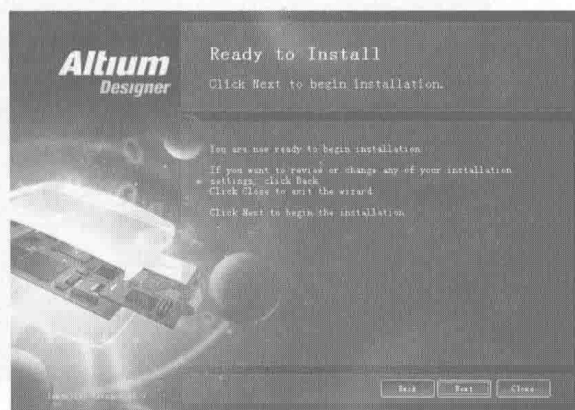 Altium
Designer
Ready to Install
Click Next to begin installation.
You are now ready to begin installation
If you want to revise or change any of your installation
settings, click Back
Click Close to exit the wizard
Click Next to begin the installation
Back
Next
Close